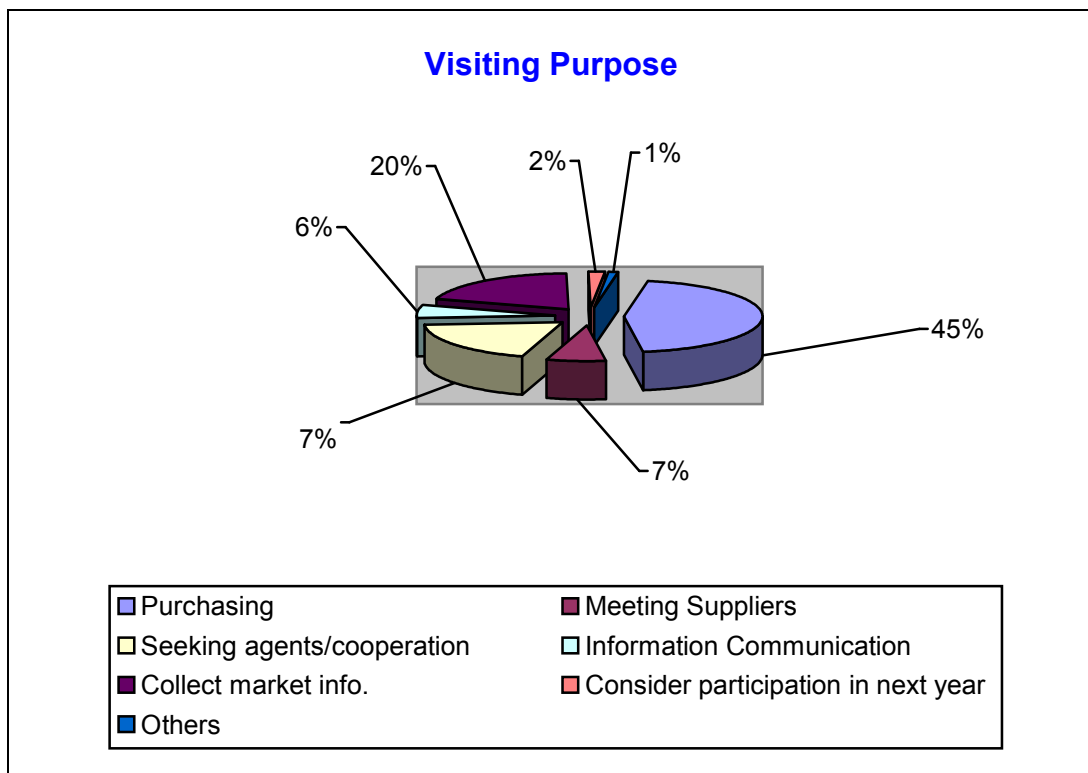 Visiting Purpose
20%
2%
1%
6%
45%
7%
7%
Purchasing
Meeting Suppliers
Seeking agents/cooperation
Information Communication
Collect market info.
Consider participation in next year
Others